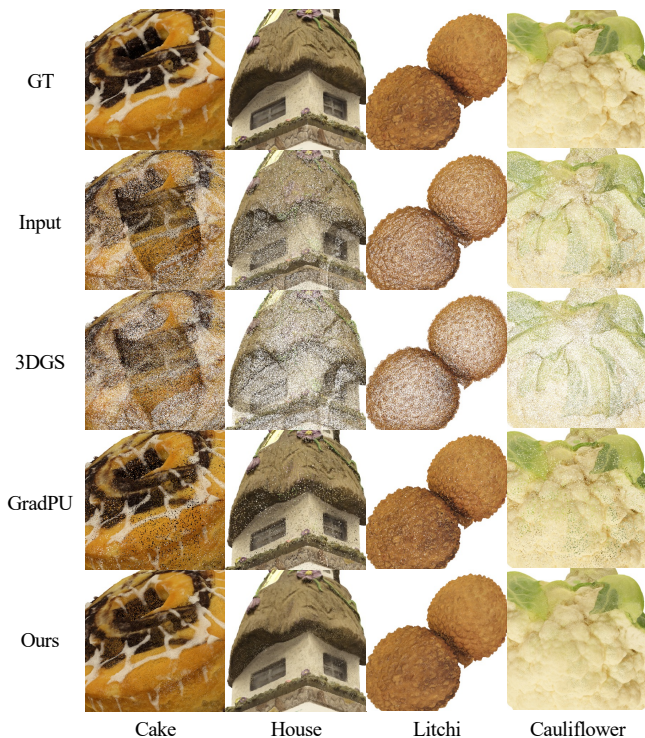 GT
Input
3DGS
GradPU
Ours
Cake House Litchi Cauliflower